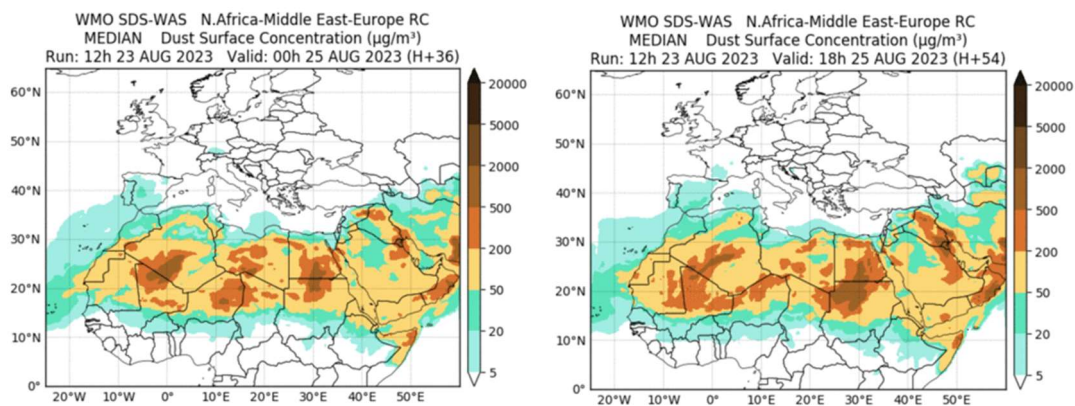 WMO SDS-WAS N.Africa-Middle East-Europe RC
MEDIAN Dust Surface Concentration (µg/m³)
Run: 12h 23 AUG 2023 Valid: 00h 25 AUG 2023 (H+36)
60°N
50°N
40°N
30°N
20°N
10°N
0°
20°W 10°W 0° 10°E 20°E 30°E 40°E 50°E
20000
5000
2000
500
200
50
20
5
WMO SDS-WAS N.Africa-Middle East-Europe RC
MEDIAN Dust Surface Concentration (µg/m³)
Run: 12h 23 AUG 2023 Valid: 18h 25 AUG 2023 (H+54)
60°N
50°N
40°N
30°N
20°N
10°N
0°
20°W 10°W 0° 10°E 20°E 30°E 40°E 50°E
20000
5000
2000
500
200
50
20
5